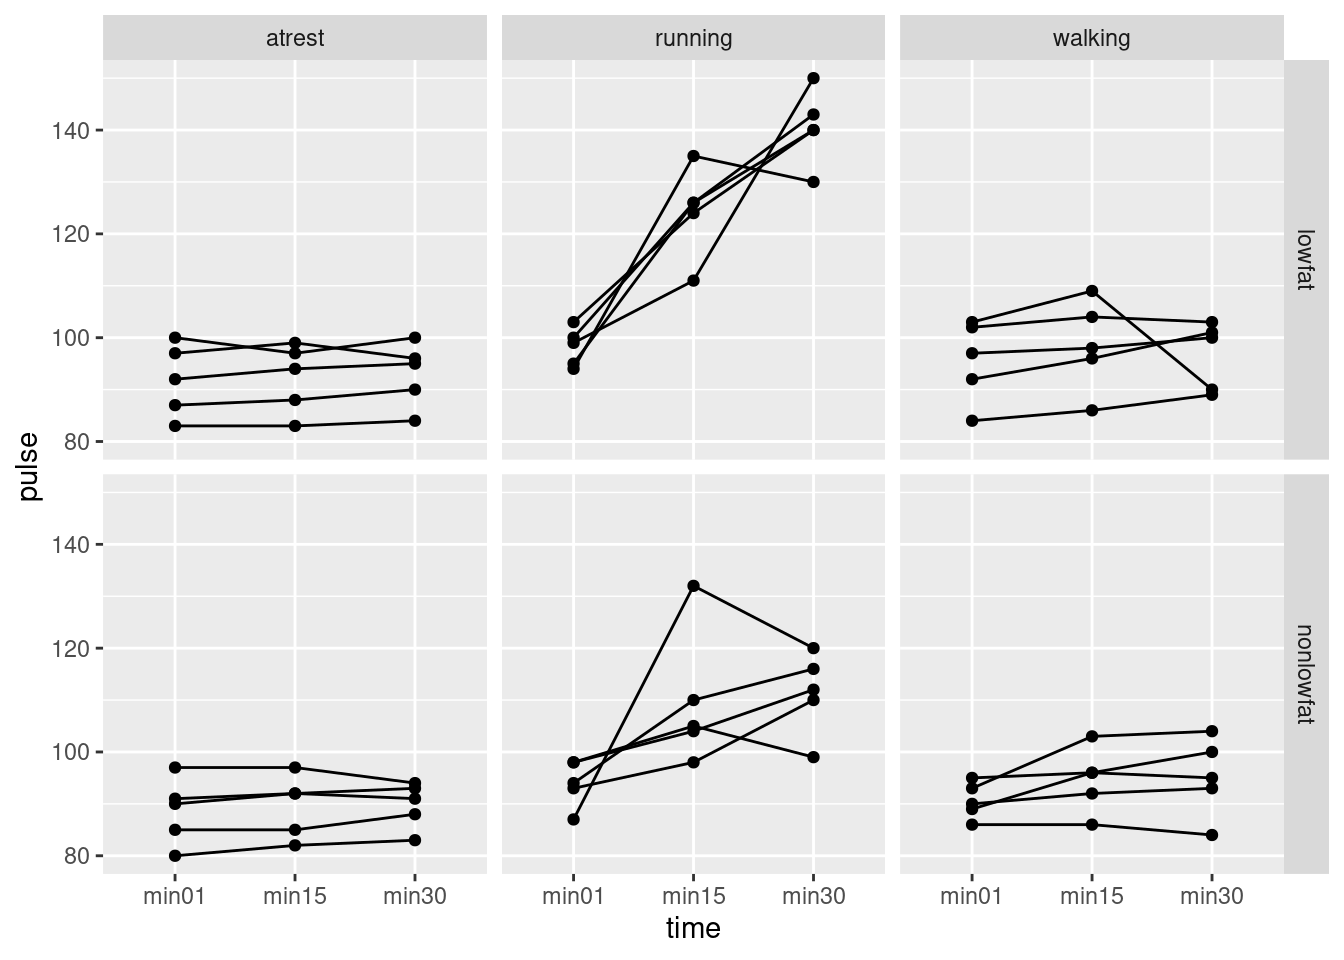 atrest
running
walking
140
120
100
80
lowfat
pulse
140
120
100
80
nonlowfat
min01 min15 min30
min01 min15 min30
min01 min15 min30
time